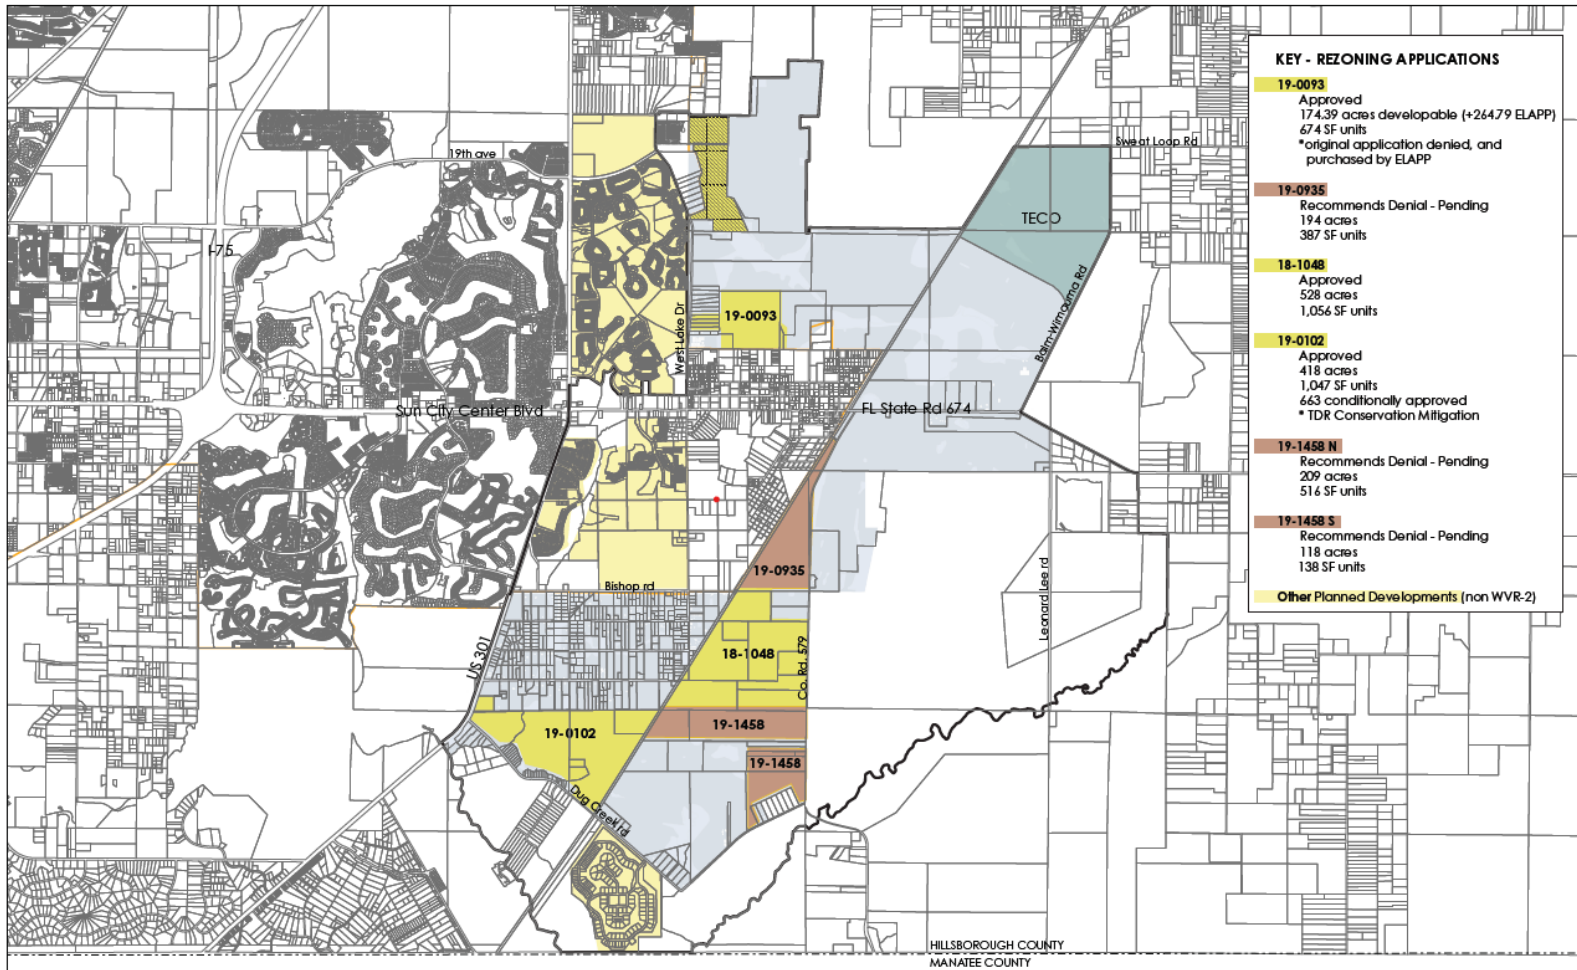 KEY - REZONING APPLICATIONS
19-0093
Approved
174.39 acres developable (+264.79 ELAPP)
674 SF units
*original application denied, and
purchased by ELAPP
19-0935
Recommends Denial - Pending
194 acres
387 SF units
18-1048
Approved
528 acres
1,056 SF units
19-0102
Approved
418 acres
1,047 SF units
663 conditionally approved
* TDR Conservation Mitigation
19-1458 N
Recommends Denial - Pending
209 acres
516 SF units
19-1458 S
Recommends Denial - Pending
118 acres
138 SF units
Other Planned Developments (non WVR-2)
19th ave
Sweat Loop Rd
I-75
TECO
Balm-Wimauma Rd
West Lake Dr
19-0093
Sun City Center Blvd
FL State Rd 674
19-0935
Bishop rd
Leonard Lee rd
US 301
18-1048
Co. Rd. 579
19-0102
19-1458
19-1458
Dug Creek rd
HILLSBOROUGH COUNTY
MANATEE COUNTY